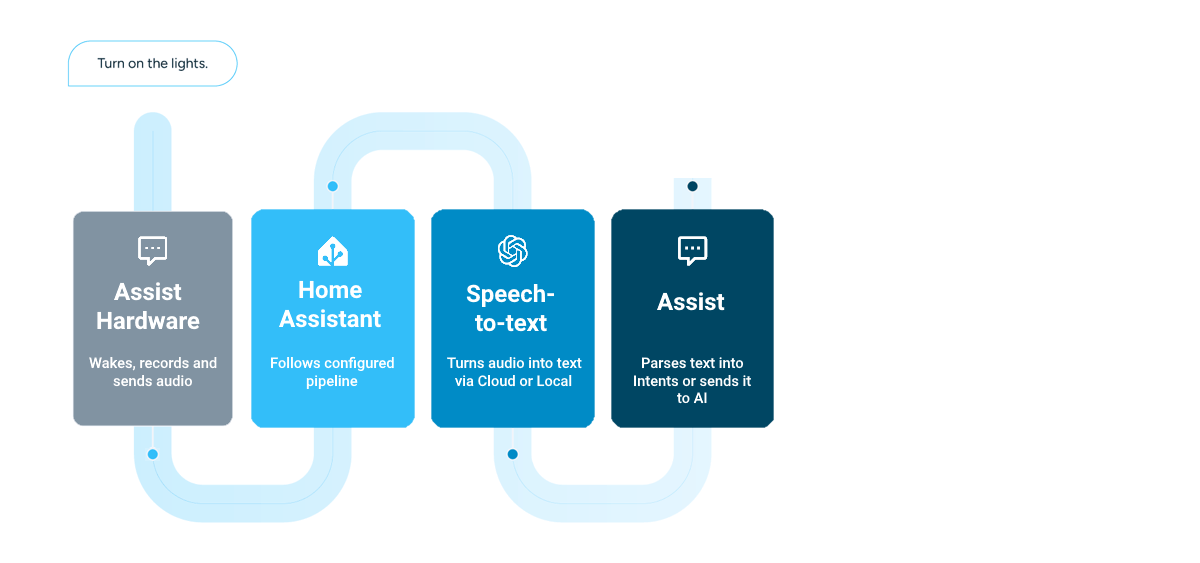 Turn on the lights.
Assist
Hardware
Wakes, records and
sends audio
Home
Assistant
Follows configured
pipeline
Speech-
to-text
Turns audio into text
via Cloud or Local
Assist
Parses text into
Intents or sends it
to AI